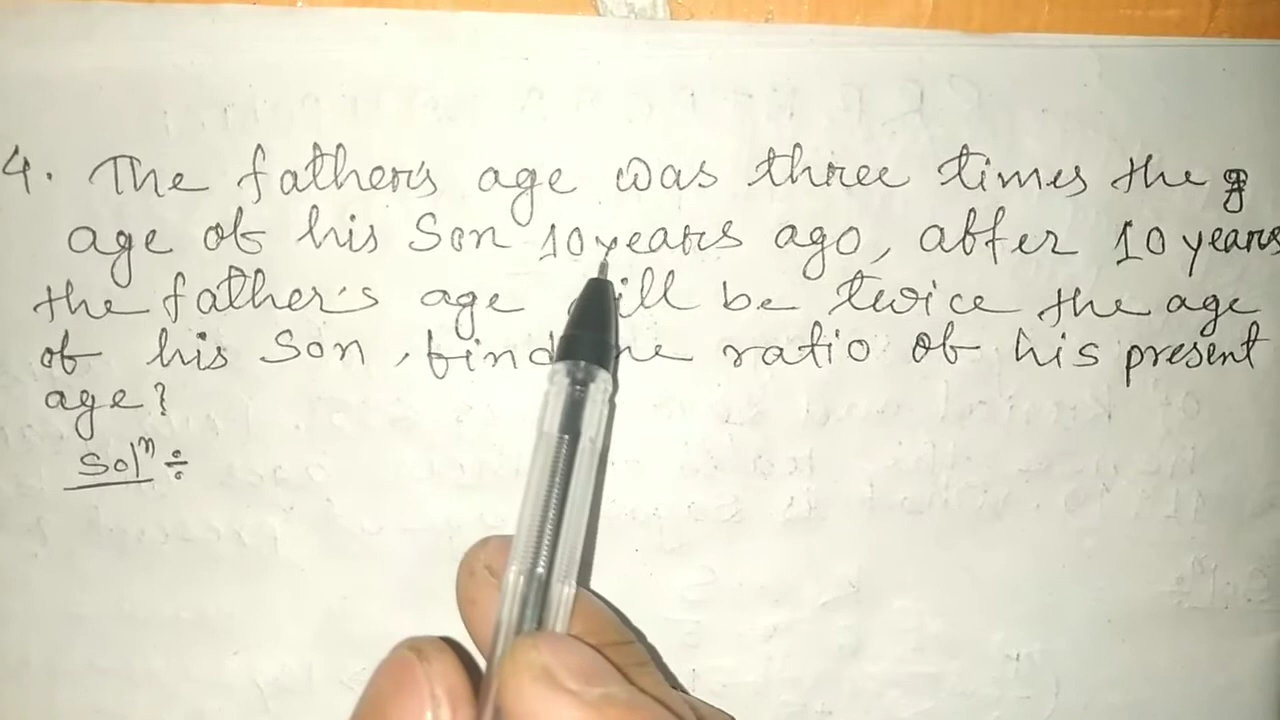 4. The father's age was three times the
age of his Son 10 years ago, after 10 years
the father's age will be twice the age
of his Son, find the ratio of his present
age?
Solⁿ ÷